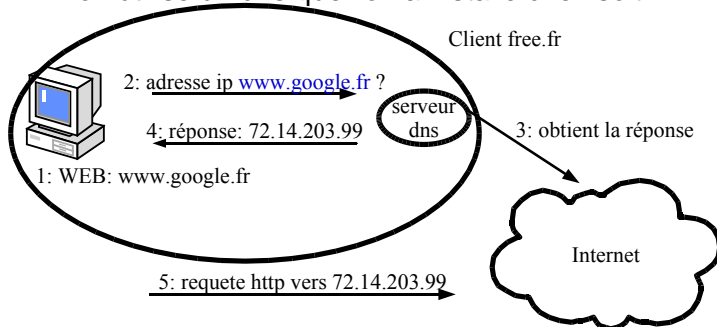 Client free.fr
2: adresse ip www.google.fr ?
serveur
dns
4: réponse: 72.14.203.99
3: obtient la réponse
1: WEB: www.google.fr
Internet
5: requete http vers 72.14.203.99